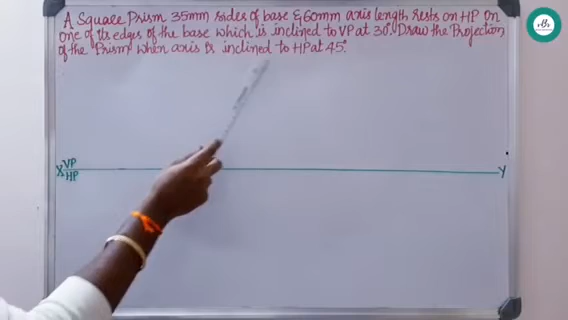 A Square Prism 35mm sides of base & 60mm axis length rests on HP on
one of its edges of the base which is inclined to VP at 30°. Draw the Projection
of the Prism when axis is inclined to HP at 45°
X VP Y
HP